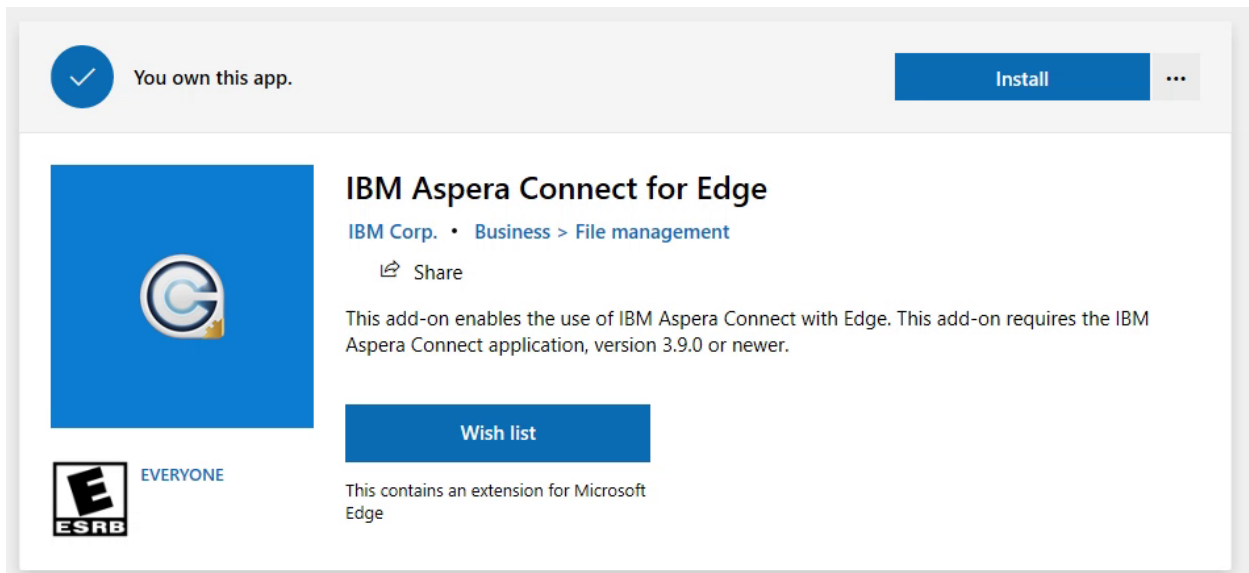 You own this app.
Install
...
IBM Aspera Connect for Edge
IBM Corp. • Business > File management
Share
This add-on enables the use of IBM Aspera Connect with Edge. This add-on requires the IBM
Aspera Connect application, version 3.9.0 or newer.
Wish list
E
ESRB
EVERYONE
This contains an extension for Microsoft
Edge